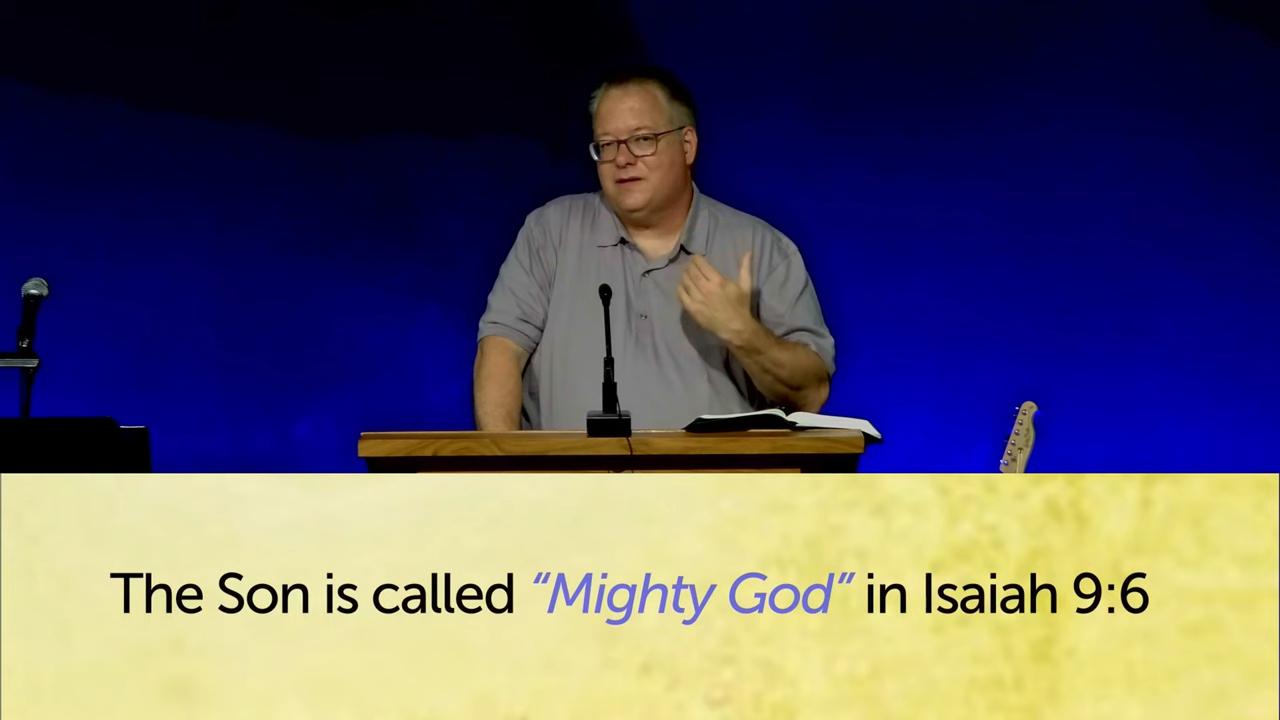 The Son is called “Mighty God” in Isaiah 9:6